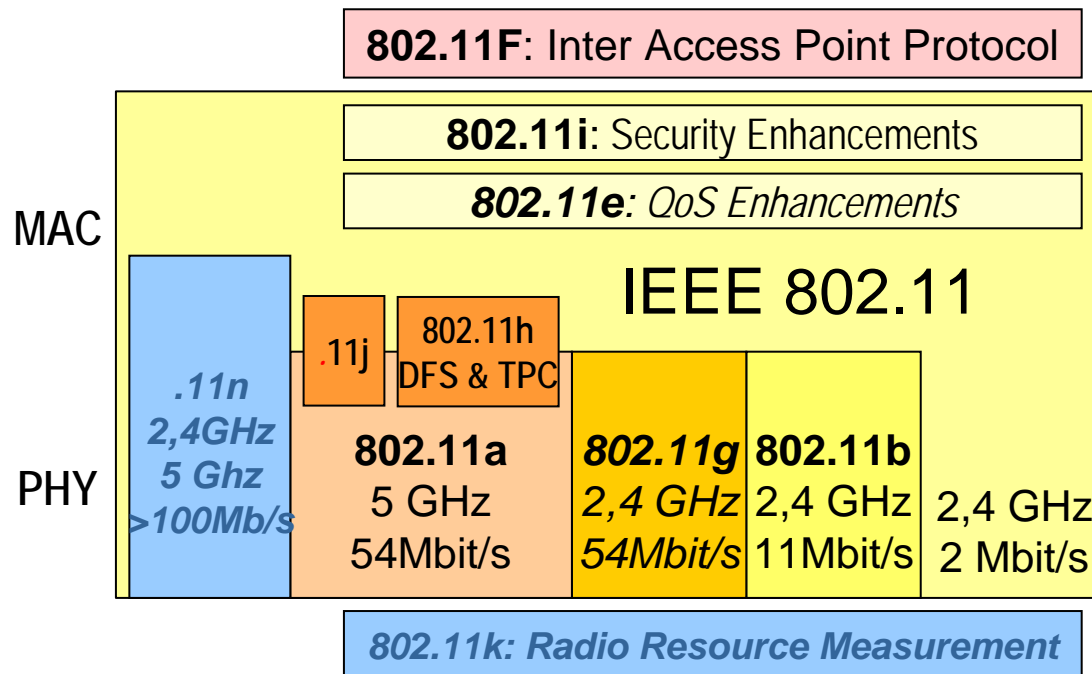 802.11F: Inter Access Point Protocol
802.11i: Security Enhancements
802.11e: QoS Enhancements
MAC
IEEE 802.11
.11j
802.11h
DFS & TPC
.11n
2,4GHz
5 Ghz
>100Mb/s
PHY
802.11a
5 GHz
54Mbit/s
802.11g
2,4 GHz
54Mbit/s
802.11b
2,4 GHz
11Mbit/s
2,4 GHz
2 Mbit/s
802.11k: Radio Resource Measurement